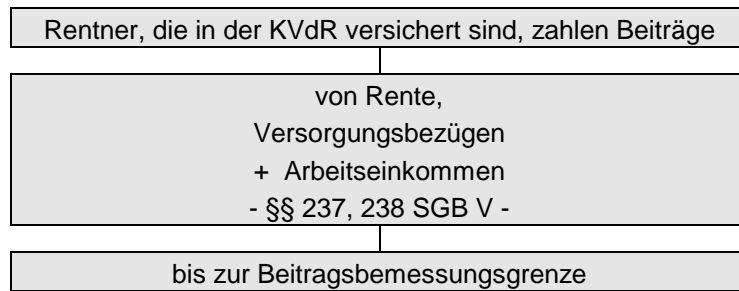 Rentner, die in der KVdR versichert sind, zahlen Beiträge
von Rente,
Versorgungsbezügen
+ Arbeitseinkommen
- §§ 237, 238 SGB V -
bis zur Beitragsbemessungsgrenze